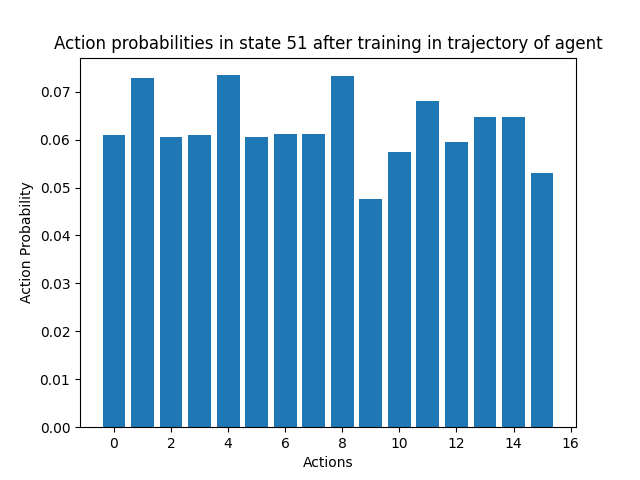 Action probabilities in state 51 after training in trajectory of agent
Action Probability
0.07
0.06
0.05
0.04
0.03
0.02
0.01
0.00
0 2 4 6 8 10 12 14 16
Actions